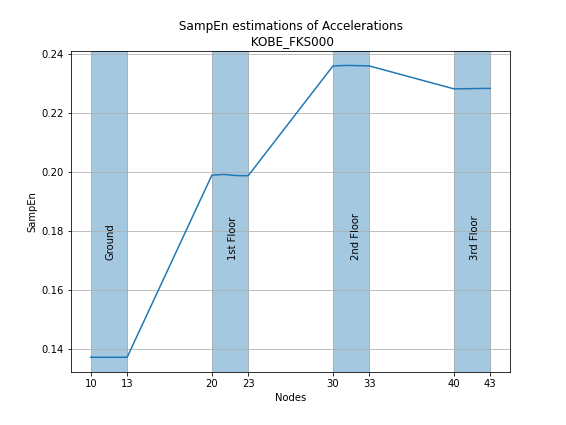 SampEn estimations of Accelerations
KOBE_FKS000
0.24
0.22
0.20
0.18
0.16
0.14
SampEn
Ground
1st Floor
2nd Floor
3rd Floor
10 13 20 23 30 33 40 43
Nodes